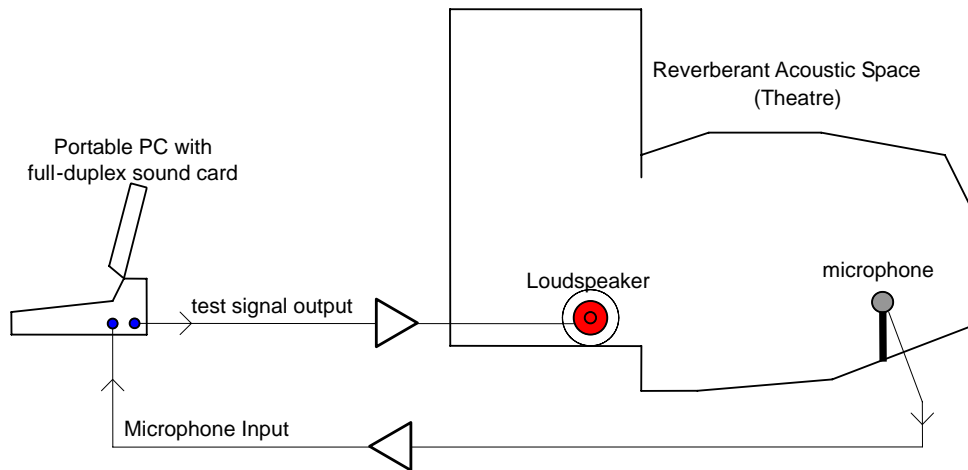 Reverberant Acoustic Space
(Theatre)
Portable PC with
full-duplex sound card
Loudspeaker
microphone
test signal output
Microphone Input